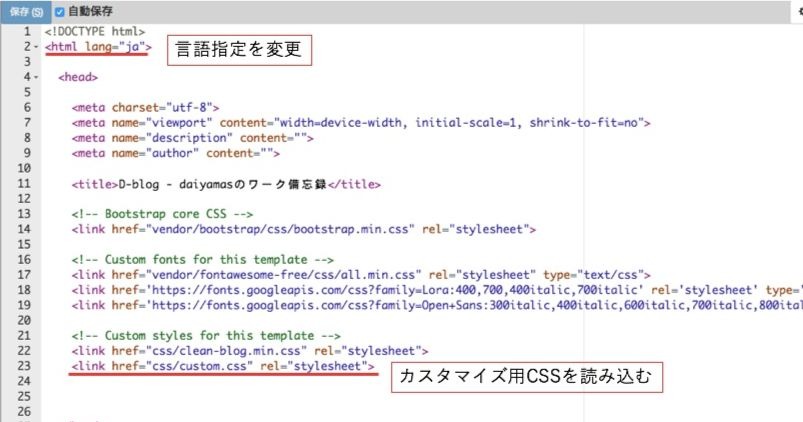 保存 (S) 自動保存
1 <!DOCTYPE html>
2 <html lang="ja"> 言語指定を変更
3
4 <head>
5
6 <meta charset="utf-8">
7 <meta name="viewport" content="width=device-width, initial-scale=1, shrink-to-fit=no">
8 <meta name="description" content="">
9 <meta name="author" content="">
10
11 <title>D-blog - daiyamasのワーク備忘録</title>
12
13 <!-- Bootstrap core CSS -->
14 <link href="vendor/bootstrap/css/bootstrap.min.css" rel="stylesheet">
15
16 <!-- Custom fonts for this template -->
17 <link href="vendor/fontawesome-free/css/all.min.css" rel="stylesheet" type="text/css">
18 <link href='https://fonts.googleapis.com/css?family=Lora:400,700,400italic,700italic' rel='stylesheet' type='
19 <link href='https://fonts.googleapis.com/css?family=Open+Sans:300italic,400italic,600italic,700italic,800ital
20
21 <!-- Custom styles for this template -->
22 <link href="css/clean-blog.min.css" rel="stylesheet">
23 <link href="css/custom.css" rel="stylesheet">
カスタマイズ用CSSを読み込む
24
25
26